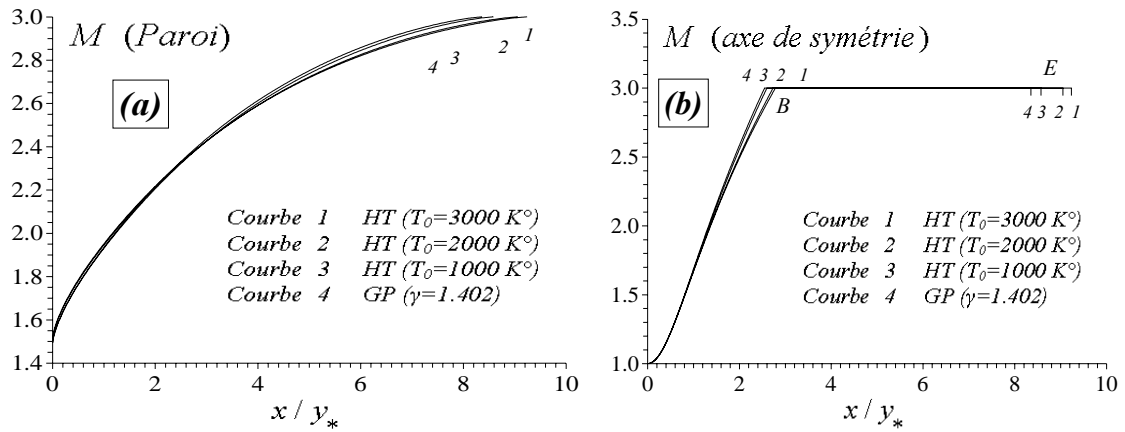 3.0
2.8
2.6
2.4
2.2
2.0
1.8
1.6
1.4
0 2 4 6 8 10
x / y*
M (Paroi)
(a)
4 3 2 1
Courbe 1 HT (T0=3000 K°)
Courbe 2 HT (T0=2000 K°)
Courbe 3 HT (T0=1000 K°)
Courbe 4 GP (γ=1.402)
3.5
3.0
2.5
2.0
1.5
1.0
0 2 4 6 8 10
x / y*
M (axe de symétrie)
4 3 2 1
E
(b)
B
4 3 2 1
Courbe 1 HT (T0=3000 K°)
Courbe 2 HT (T0=2000 K°)
Courbe 3 HT (T0=1000 K°)
Courbe 4 GP (γ=1.402)